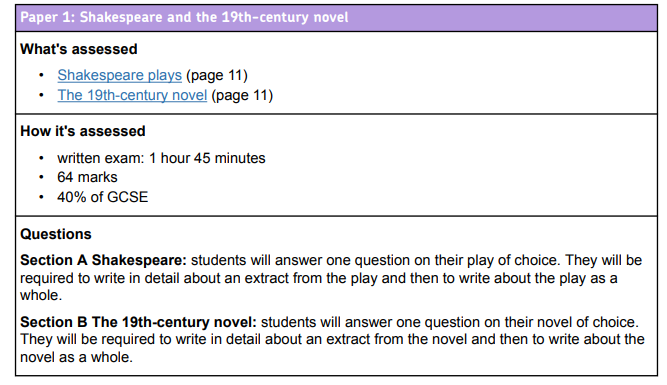 Paper 1: Shakespeare and the 19th-century novel
What's assessed
• Shakespeare plays (page 11)
• The 19th-century novel (page 11)
How it's assessed
• written exam: 1 hour 45 minutes
• 64 marks
• 40% of GCSE
Questions
Section A Shakespeare: students will answer one question on their play of choice. They will be
required to write in detail about an extract from the play and then to write about the play as a
whole.
Section B The 19th-century novel: students will answer one question on their novel of choice.
They will be required to write in detail about an extract from the novel and then to write about the
novel as a whole.